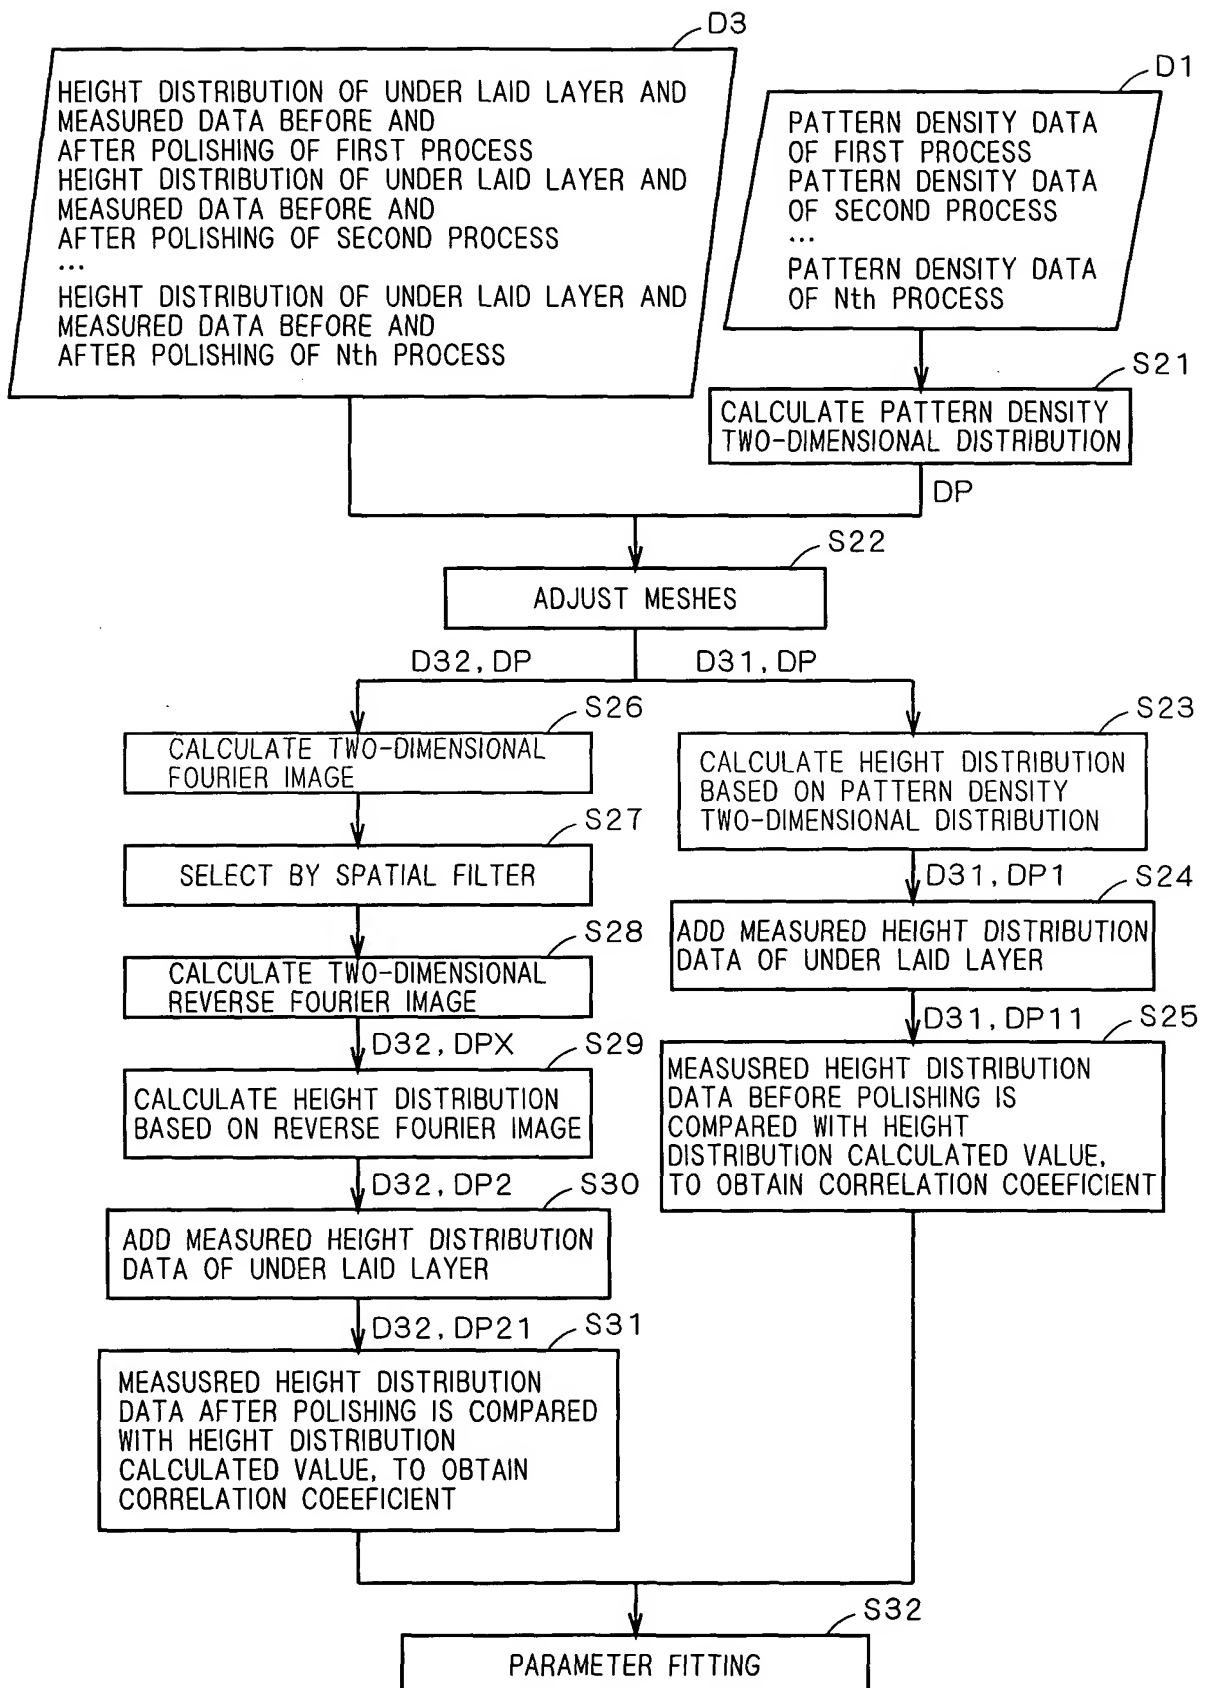 D3
HEIGHT DISTRIBUTION OF UNDER LAID LAYER AND
MEASURED DATA BEFORE AND
AFTER POLISHING OF FIRST PROCESS
HEIGHT DISTRIBUTION OF UNDER LAID LAYER AND
MEASURED DATA BEFORE AND
AFTER POLISHING OF SECOND PROCESS
...
HEIGHT DISTRIBUTION OF UNDER LAID LAYER AND
MEASURED DATA BEFORE AND
AFTER POLISHING OF Nth PROCESS
D1
PATTERN DENSITY DATA
OF FIRST PROCESS
PATTERN DENSITY DATA
OF SECOND PROCESS
...
PATTERN DENSITY DATA
OF Nth PROCESS
S21
CALCULATE PATTERN DENSITY
TWO-DIMENSIONAL DISTRIBUTION
DP
S22
ADJUST MESHES
D32, DP
D31, DP
S26
CALCULATE TWO-DIMENSIONAL
FOURIER IMAGE
S27
SELECT BY SPATIAL FILTER
S28
CALCULATE TWO-DIMENSIONAL
REVERSE FOURIER IMAGE
D32, DPX
S29
CALCULATE HEIGHT DISTRIBUTION
BASED ON REVERSE FOURIER IMAGE
D32, DP2
S30
ADD MEASURED HEIGHT DISTRIBUTION
DATA OF UNDER LAID LAYER
D32, DP21
S31
MEASUSRED HEIGHT DISTRIBUTION
DATA AFTER POLISHING IS COMPARED
WITH HEIGHT DISTRIBUTION
CALCULATED VALUE, TO OBTAIN
CORRELATION COEEFICIENT
S23
CALCULATE HEIGHT DISTRIBUTION
BASED ON PATTERN DENSITY
TWO-DIMENSIONAL DISTRIBUTION
D31, DP1
S24
ADD MEASURED HEIGHT DISTRIBUTION
DATA OF UNDER LAID LAYER
D31, DP11
S25
MEASUSRED HEIGHT DISTRIBUTION
DATA BEFORE POLISHING IS
COMPARED WITH HEIGHT
DISTRIBUTION CALCULATED VALUE,
TO OBTAIN CORRELATION COEEFICIENT
S32
PARAMETER FITTING